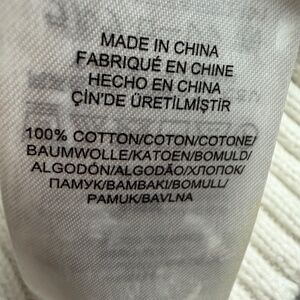 MADE IN CHINA
FABRIQUÉ EN CHINE
HECHO EN CHINA
ÇİN'DE ÜRETİLMİŞTİR
100% COTTON/COTON/COTONE/
BAUMWOLLE/KATOEN/BOMULD/
ALGODÓN/ALGODÃO/ХЛОПОК/
ПАМУК/BAMBAKI/BOMULL/
PAMUK/BAVLNA